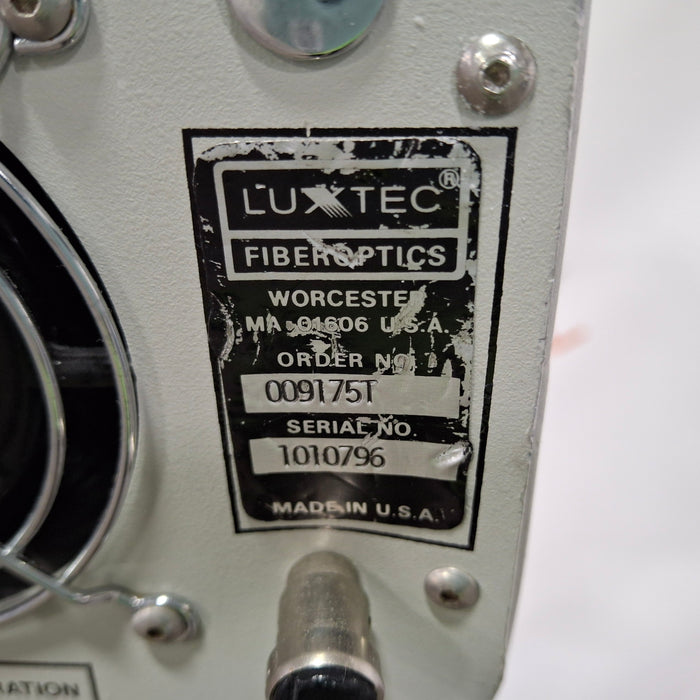 LUXTEC®
FIBEROPTICS
WORCESTER
MA 01606 U.S.A.
ORDER NO.
009175T
SERIAL NO
1010796
MADE IN U.S.A.